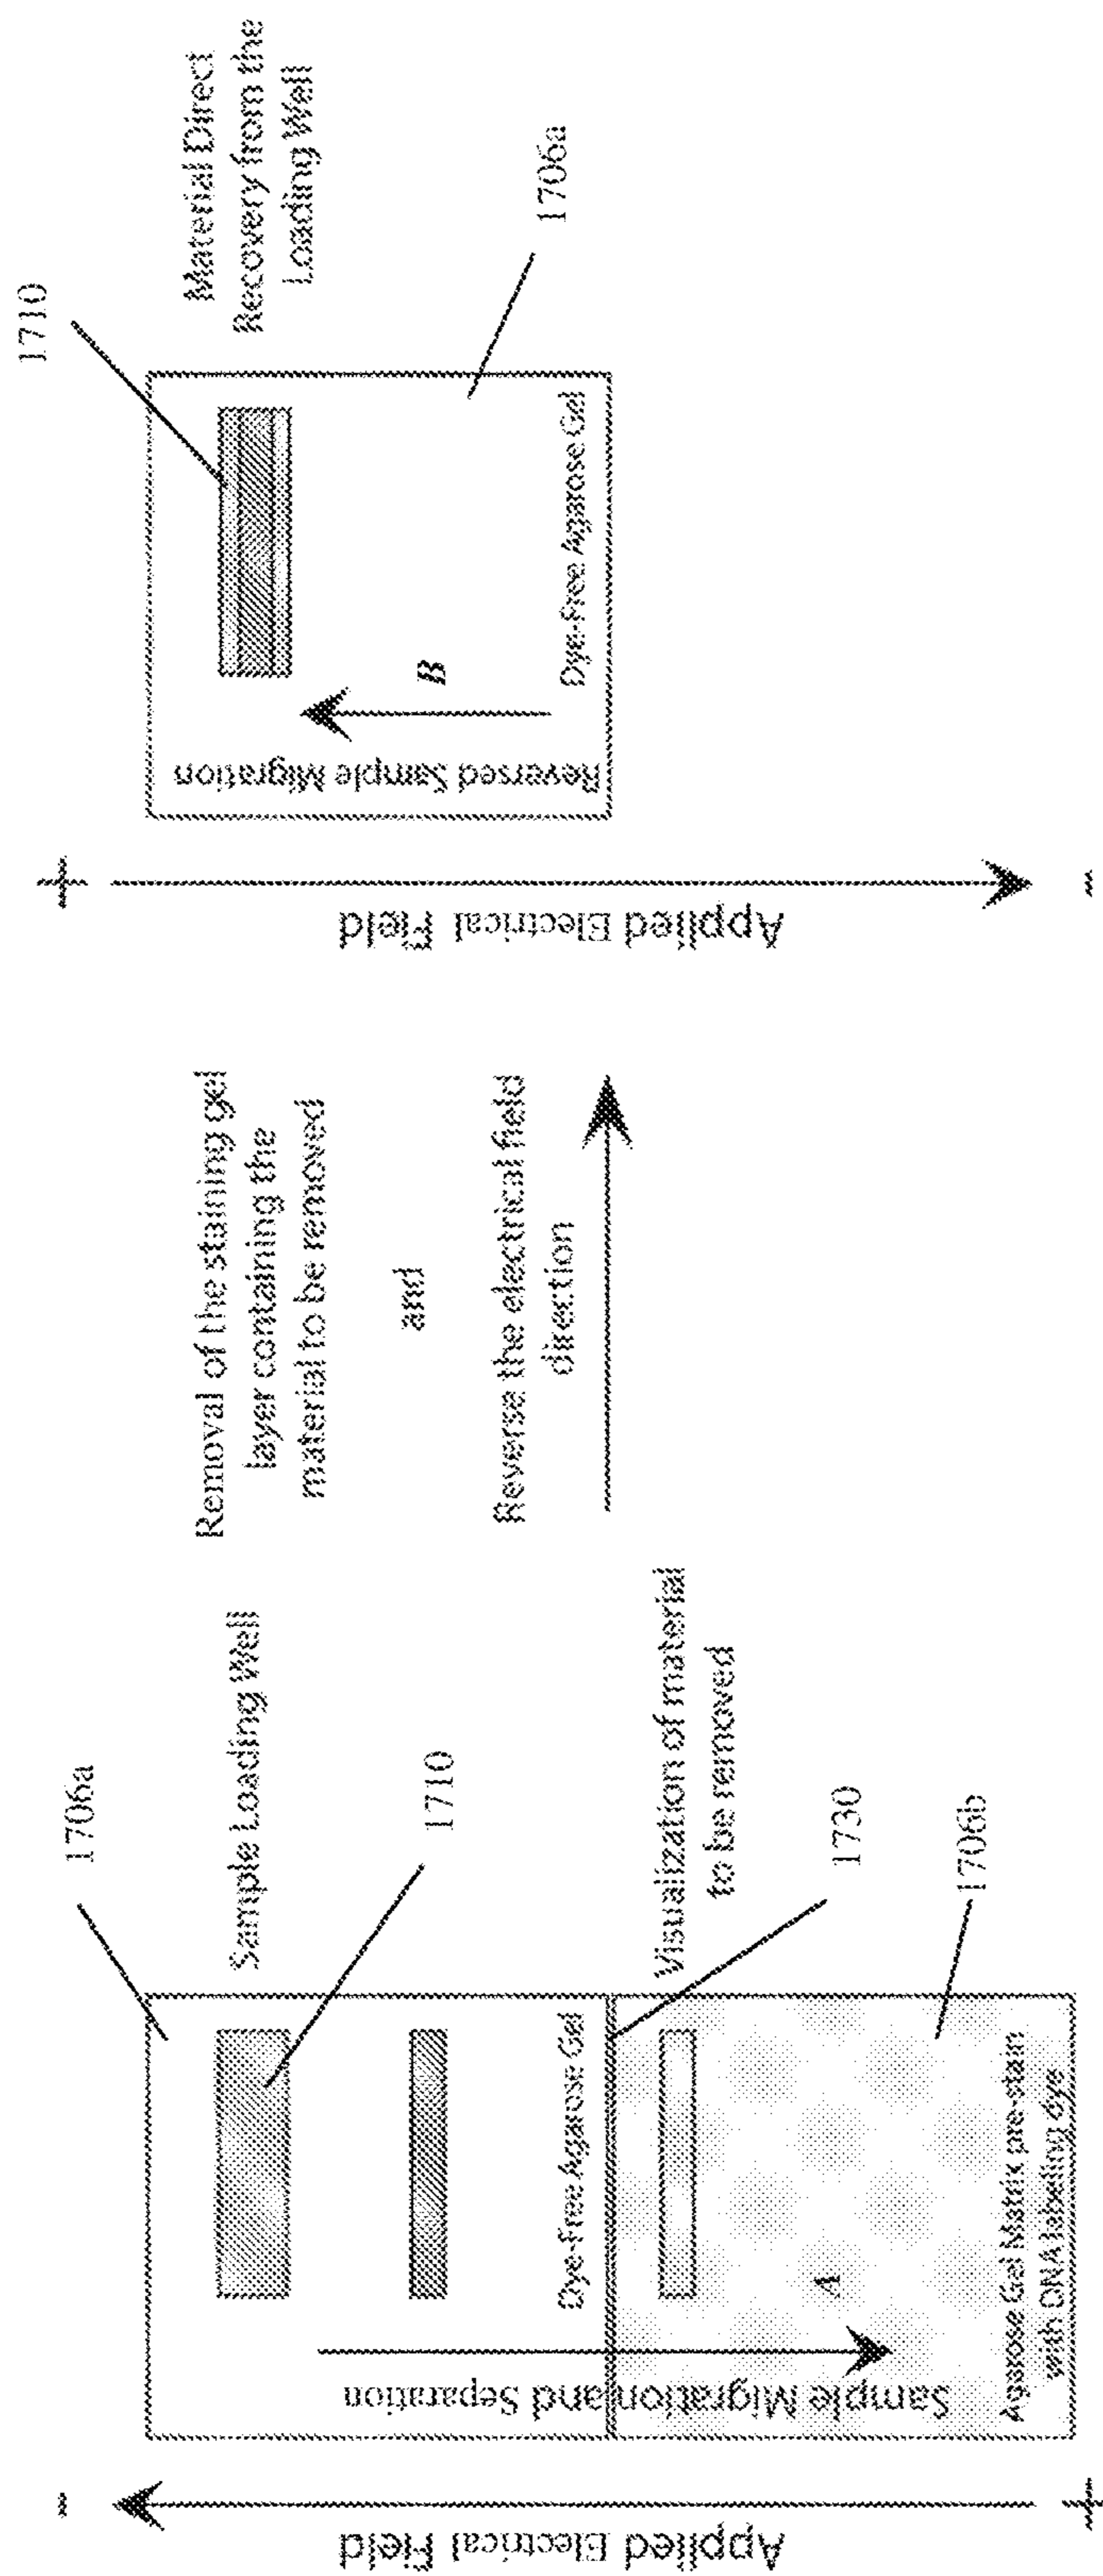 1706a
Sample Loading Well
1710
Dye-Free Agarose Gel
Visualization of material
to be removed
1730
1706b
Agarose Gel Matrix pre-stain
with DNA labeling dye
A
Sample Migration and Separation
-
Applied Electrical Field
+
Removal of the staining gel
layer containing the
material to be removed
and
Reverse the electrical field
direction
+
Applied Electrical Field
-
1710
Material Direct
Recovery from the
Loading Well
1706a
Dye-Free Agarose Gel
B
Reversed Sample Migration